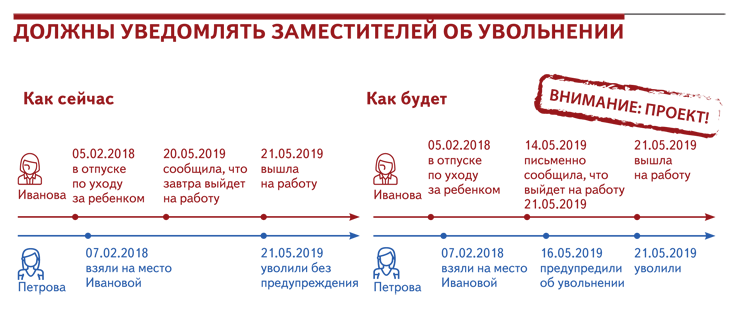 ДОЛЖНЫ УВЕДОМЛЯТЬ ЗАМЕСТИТЕЛЕЙ ОБ УВОЛЬНЕНИИ
Как сейчас
Иванова
05.02.2018
в отпуске
по уходу
за ребенком
20.05.2019
сообщила, что
завтра выйдет
на работу
21.05.2019
вышла
на работу
Петрова
07.02.2018
взяли на место
Ивановой
21.05.2019
уволили без
предупреждения
Как будет
ВНИМАНИЕ: ПРОЕКТ!
Иванова
05.02.2018
в отпуске
по уходу
за ребенком
14.05.2019
письменно
сообщила, что
выйдет на работу
21.05.2019
21.05.2019
вышла
на работу
Петрова
07.02.2018
взяли на место
Ивановой
16.05.2019
предупредили
об увольнении
21.05.2019
уволили